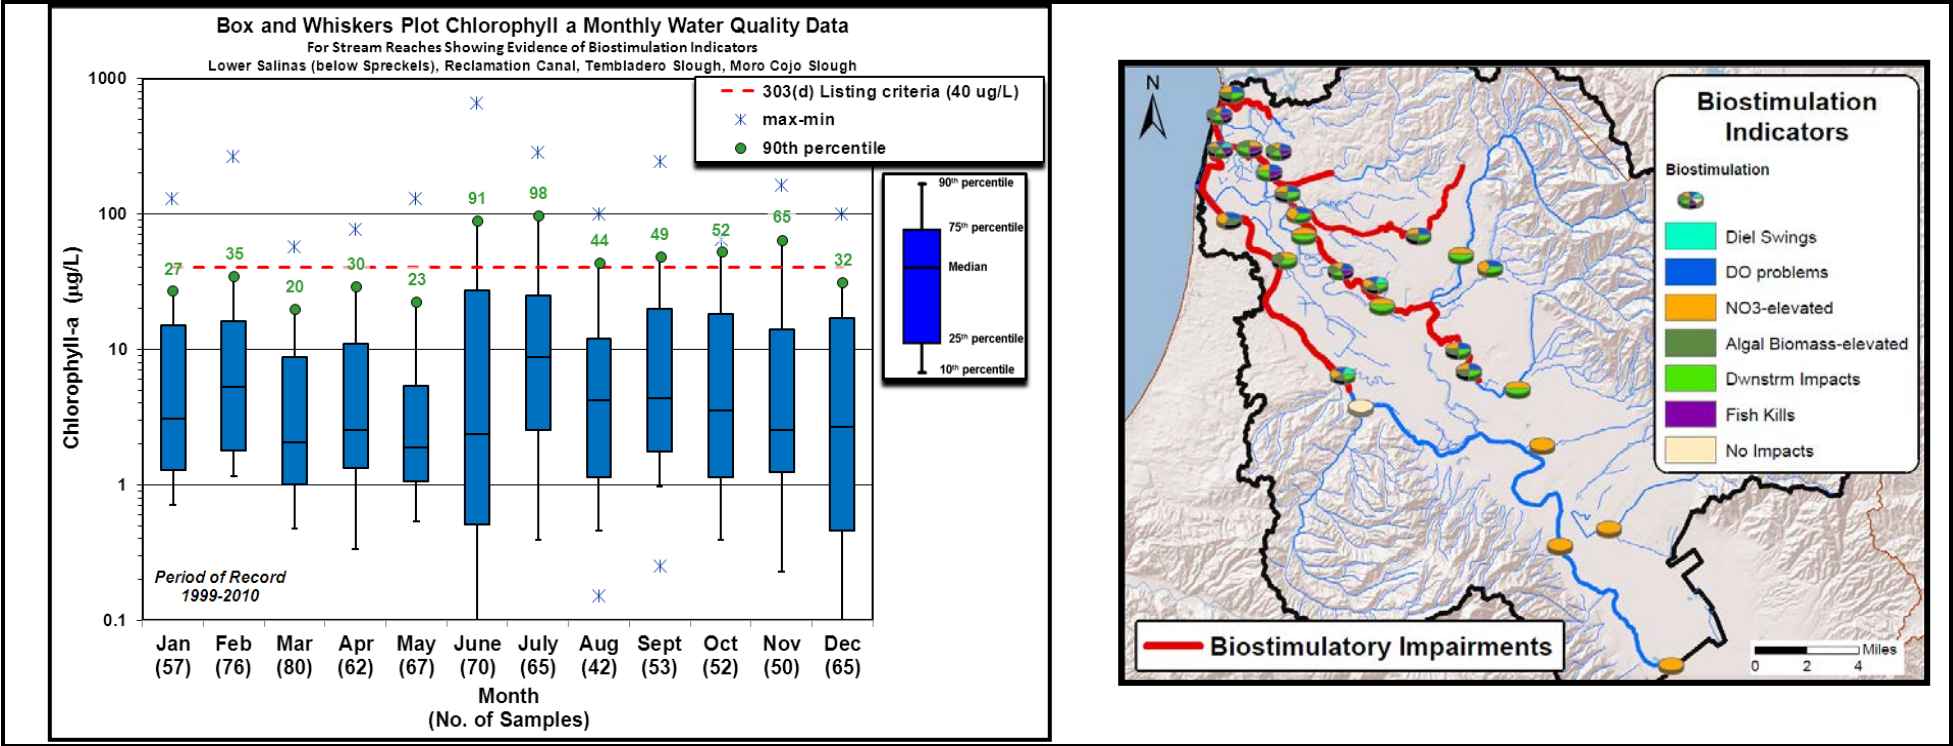 Box and Whiskers Plot Chlorophyll a Monthly Water Quality Data
For Stream Reaches Showing Evidence of Biostimulation Indicators
Lower Salinas (below Spreckels), Reclamation Canal, Tembladero Slough, Moro Cojo Slough
303(d) Listing criteria (40 ug/L)
max-min
90th percentile
90th percentile
75th percentile
Median
25th percentile
10th percentile
Chlorophyll-a (µg/L)
1000
100
10
1
0.1
27
35
20
30
23
91
98
44
49
52
65
32
Period of Record
1999-2010
Jan Feb Mar Apr May June July Aug Sept Oct Nov Dec
(57) (76) (80) (62) (67) (70) (65) (42) (53) (52) (50) (65)
Month
(No. of Samples)
N
Biostimulation
Indicators
Biostimulation
Diel Swings
DO problems
NO3-elevated
Algal Biomass-elevated
Dwnstrm Impacts
Fish Kills
No Impacts
Biostimulatory Impairments
Miles
0 2 4